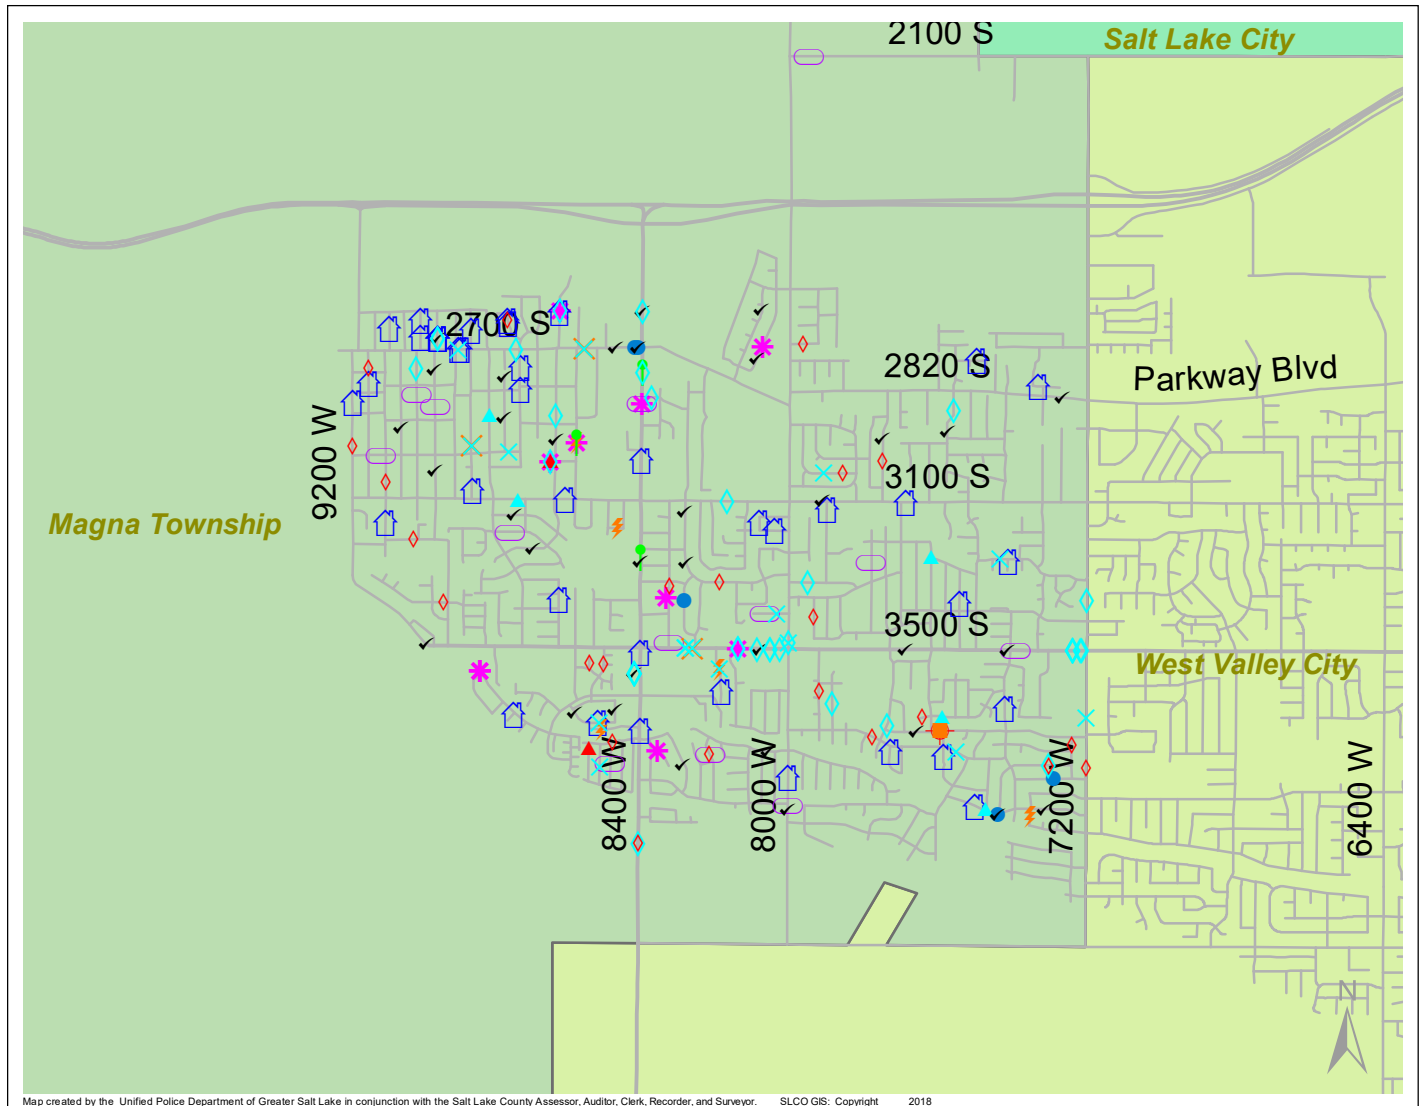 2100 S
Salt Lake City
2700 S
2820 S
Parkway Blvd
9200 W
3100 S
Magna Township
3500 S
West Valley City
8400 W
8000 W
7200 W
6400 W
N
Map created by the Unified Police Department of Greater Salt Lake in conjunction with the Salt Lake County Assessor, Auditor, Clerk, Recorder, and Surveyor. SLCO GIS: Copyright 2018